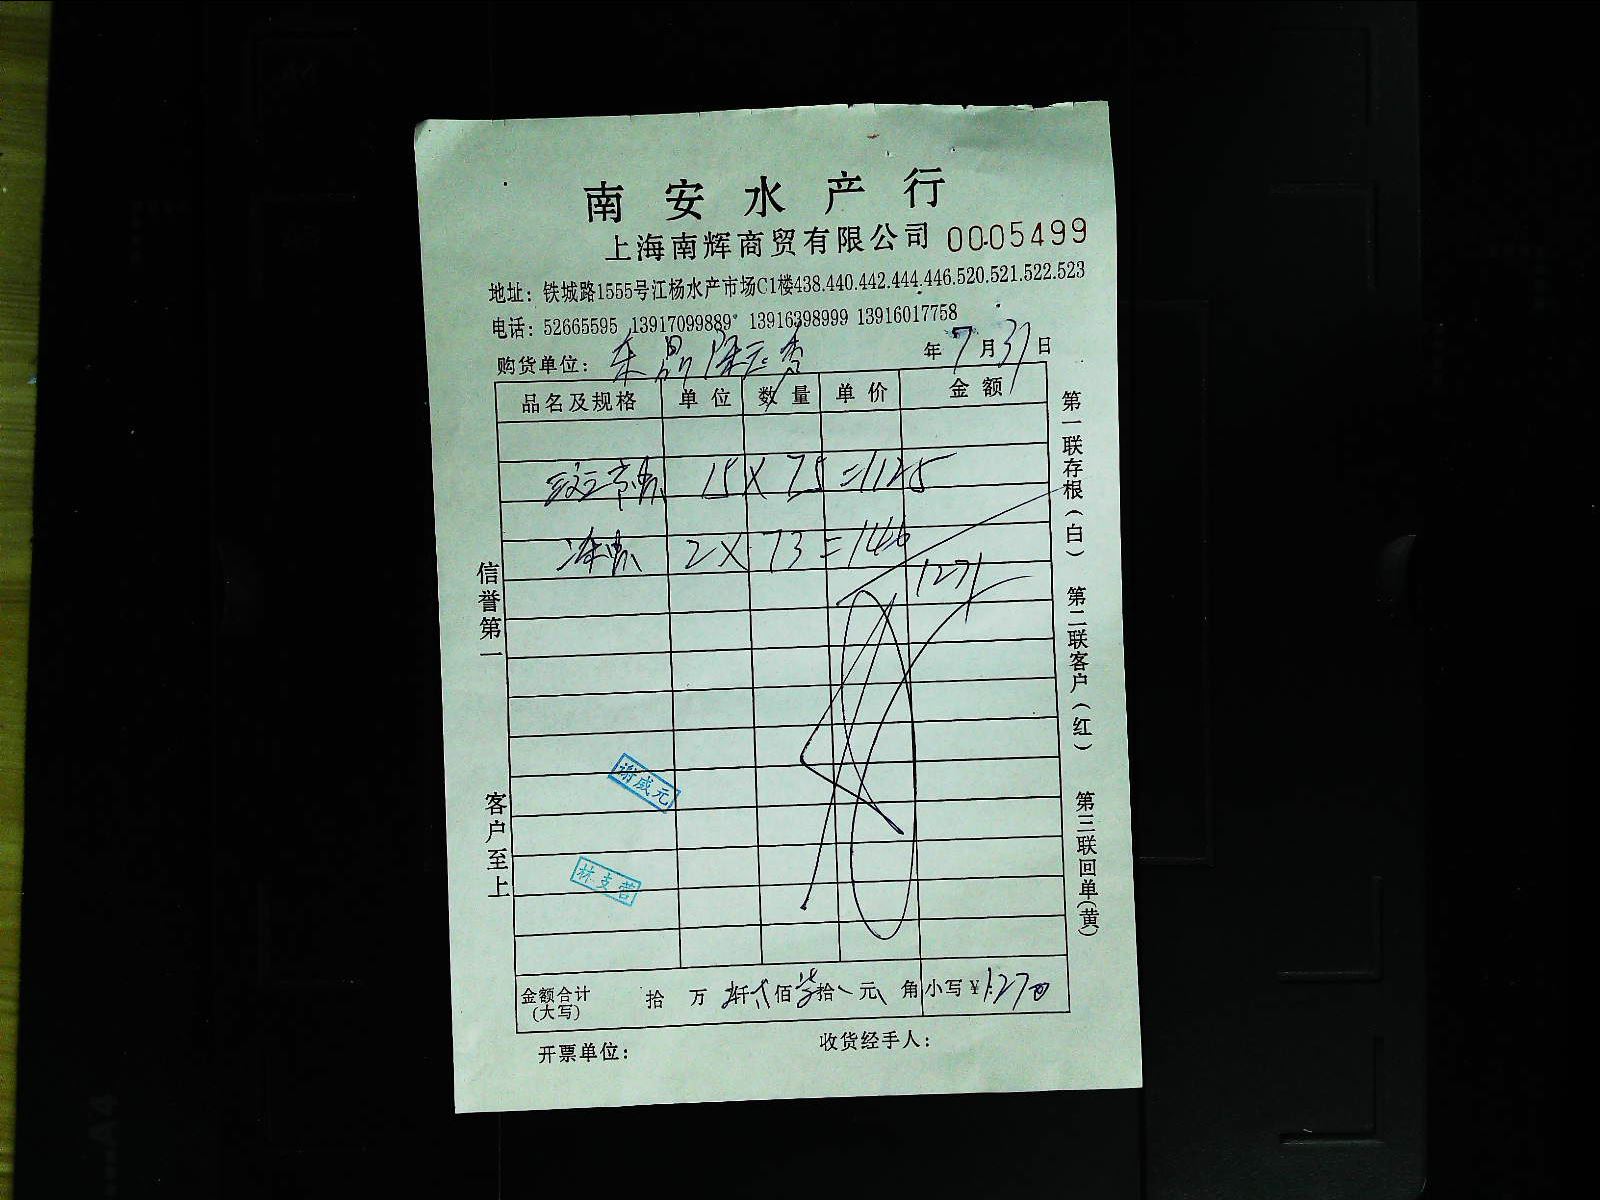 南安水产行
上海南辉商贸有限公司 0005499
地址：铁城路1555号江杨水产市场C1楼438.440.442.444.446.520.521.522.523
电话：52665595 13917099889 13916398999 13916017758
购货单位： 年7月31日
品名及规格 单位 数量 单价 金额
15 X 75 =1125
2X 73 =146
1271
谢成元
林支营
金额合计(大写) 拾 万 仟贰佰柒拾 元 角 小写￥127
开票单位： 收货经手人：
信誉第一 客户至上
第一联存根(白) 第二联客户(红) 第三联回单(黄)